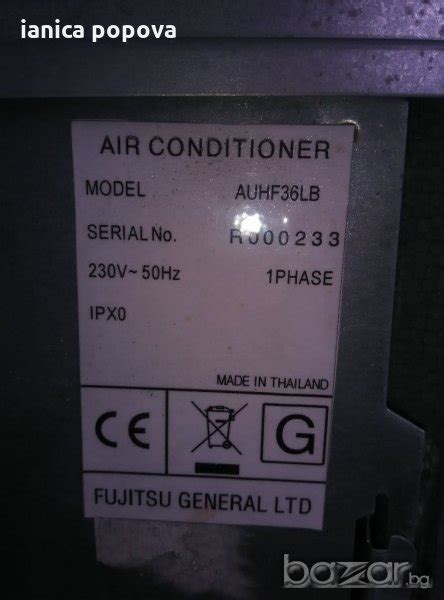 ianica popova
AIR CONDITIONER
MODEL AUHF36LB
SERIAL No. R000233
230V~ 50Hz 1PHASE
IPX0
MADE IN THAILAND
CE G
FUJITSU GENERAL LTD
bazar.bg